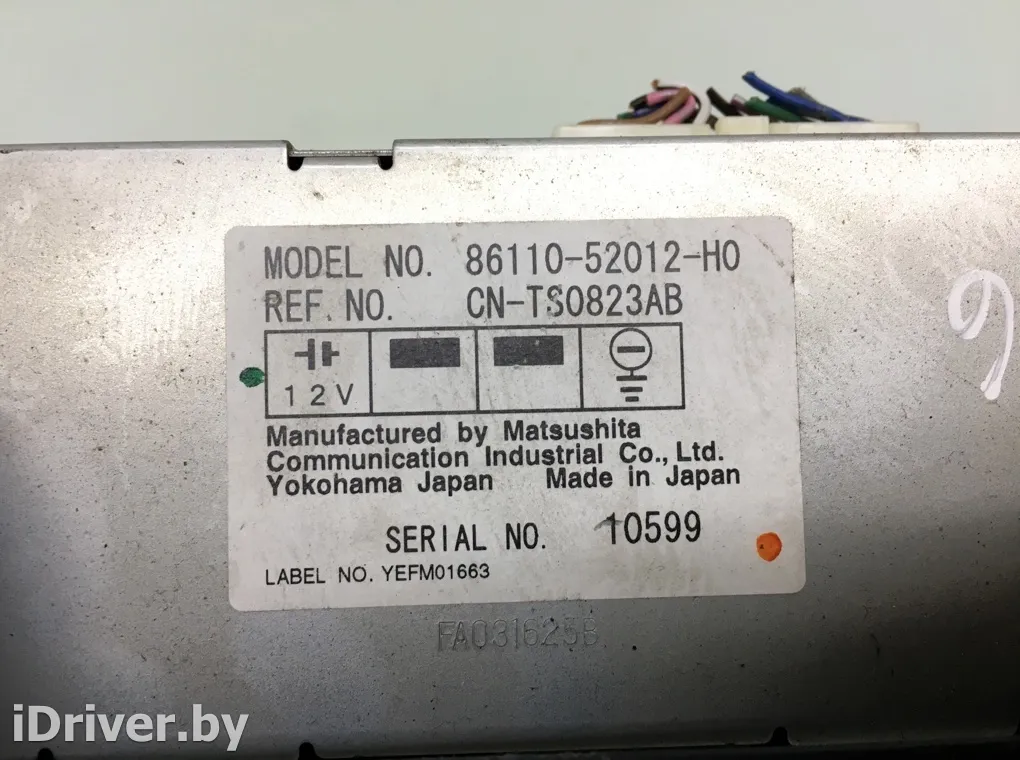 MODEL NO. 86110-52012-H0
REF. NO. CN-TS0823AB
12V
Manufactured by Matsushita
Communication Industrial Co., Ltd.
Yokohama Japan Made in Japan
SERIAL NO. 10599
LABEL NO. YEFM01663
FA031625B
6
iDriver.by